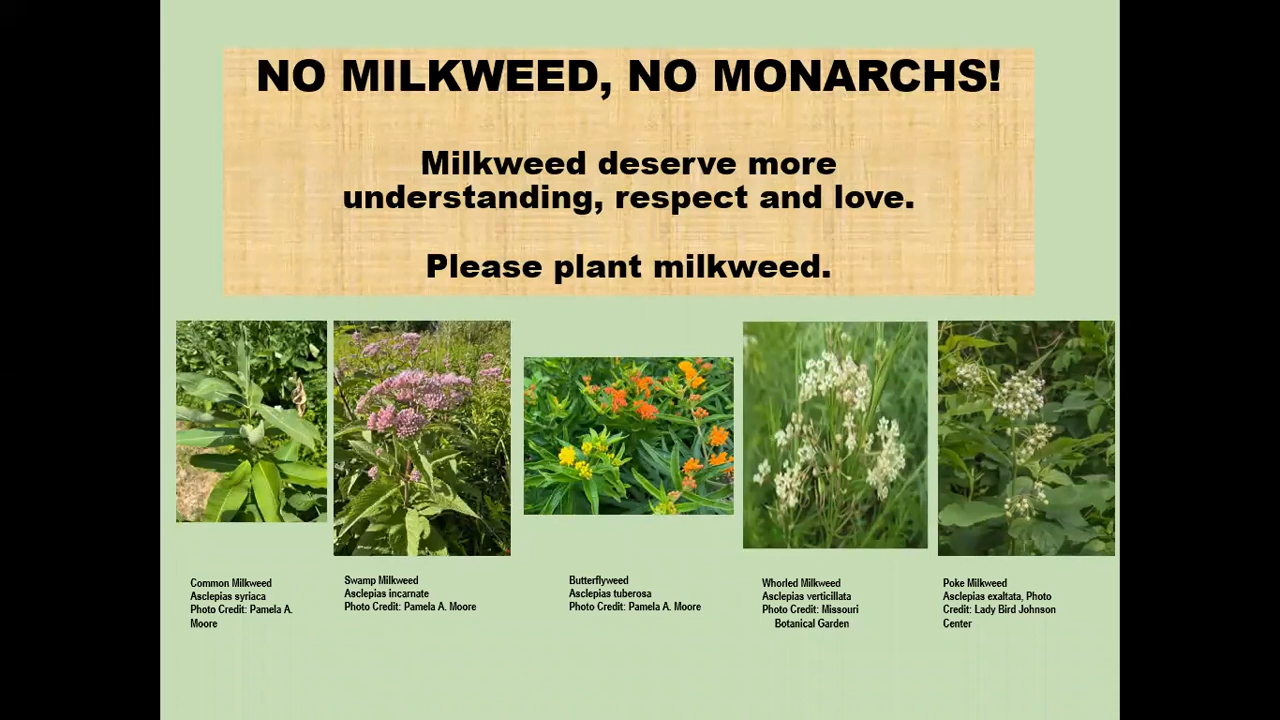 NO MILKWEED, NO MONARCHS!
Milkweed deserve more
understanding, respect and love.
Please plant milkweed.
Common Milkweed
Asclepias syriaca
Photo Credit: Pamela A.
Moore
Swamp Milkweed
Asclepias incarnate
Photo Credit: Pamela A. Moore
Butterflyweed
Asclepias tuberosa
Photo Credit: Pamela A. Moore
Whorled Milkweed
Asclepias verticillata
Photo Credit: Missouri
Botanical Garden
Poke Milkweed
Asclepias exaltata, Photo
Credit: Lady Bird Johnson
Center